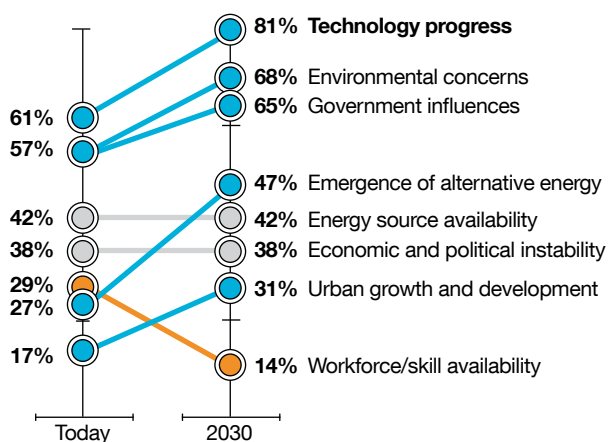 81% Technology progress
68% Environmental concerns
65% Government influences
61%
57%
47% Emergence of alternative energy
42% 42% Energy source availability
38% 38% Economic and political instability
29%
31% Urban growth and development
27%
17%
14% Workforce/skill availability
Today 2030